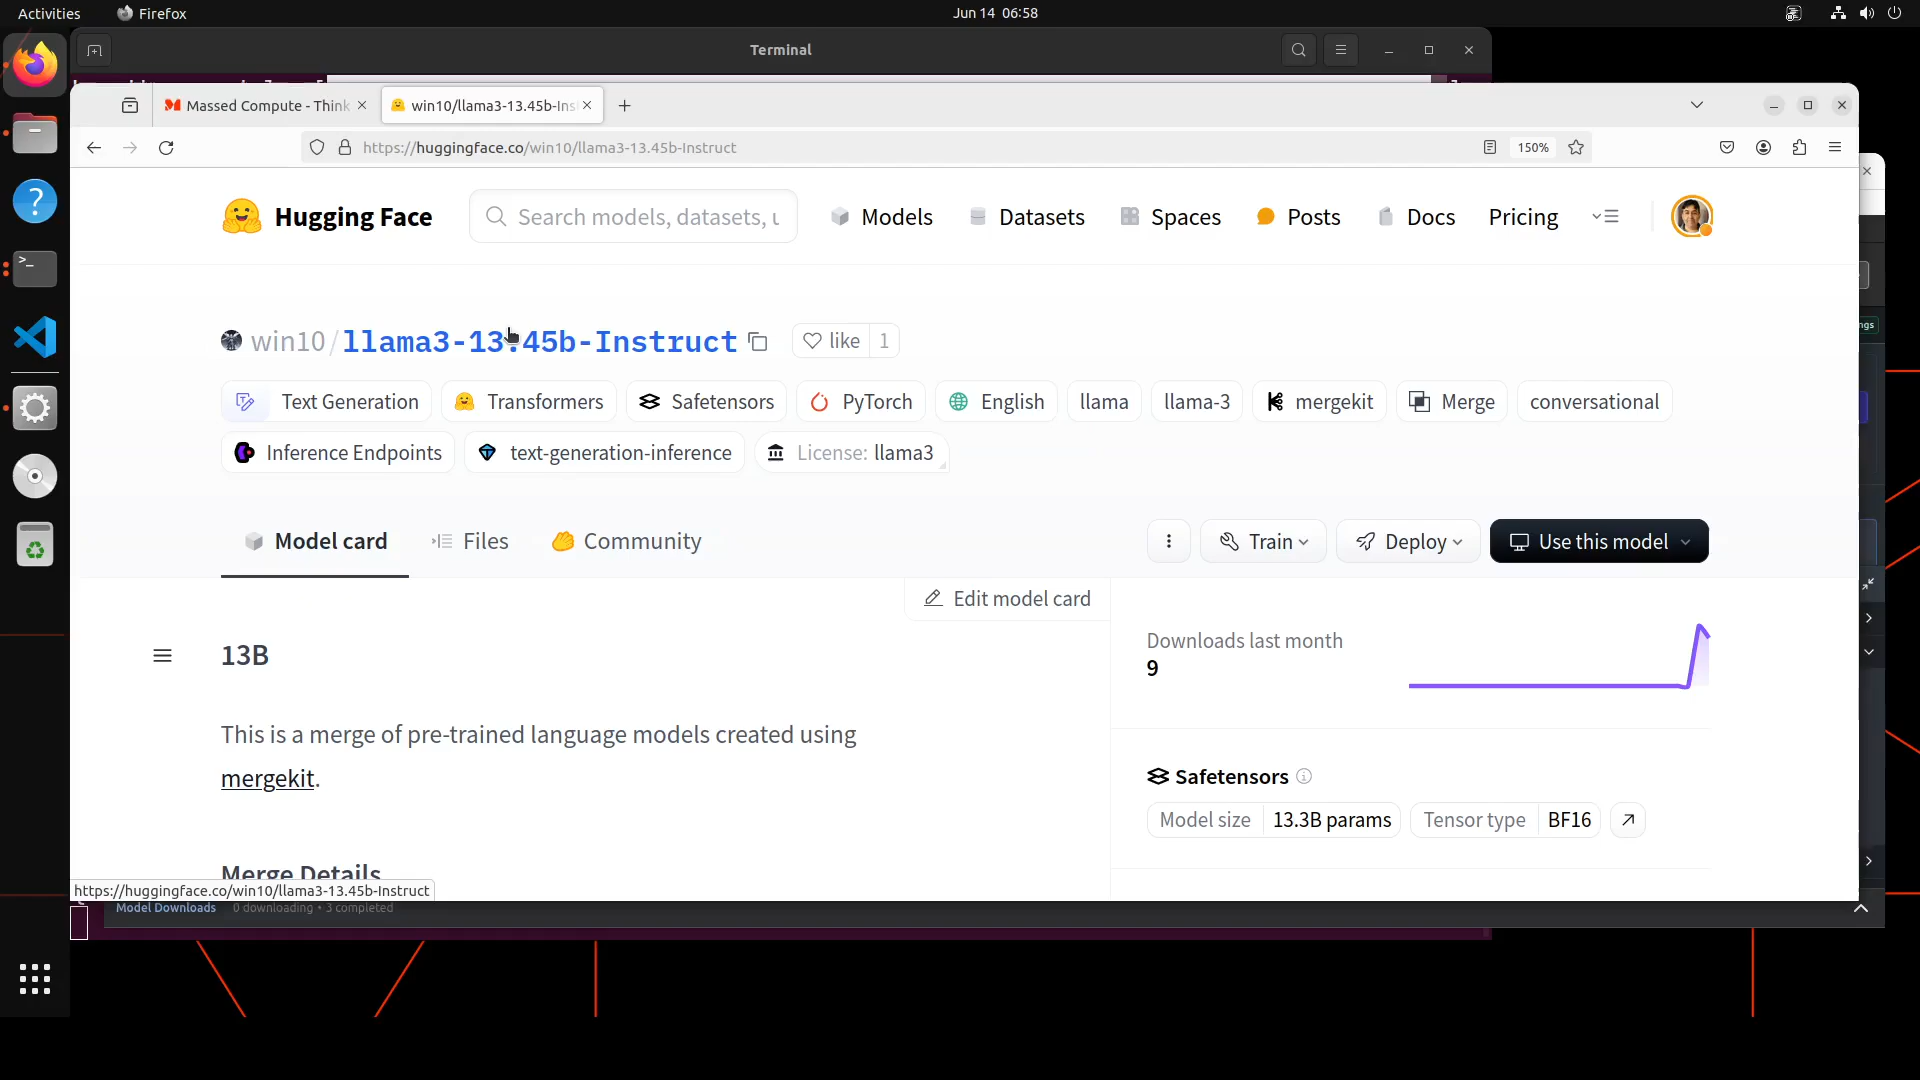 Activities Firefox Jun 14 06:58
Terminal
Massed Compute - Think win10/llama3-13.45b-Ins
https://huggingface.co/win10/llama3-13.45b-Instruct 150%
Hugging Face Search models, datasets, u Models Datasets Spaces Posts Docs Pricing
win10/llama3-13.45b-Instruct like 1
Text Generation Transformers Safetensors PyTorch English llama llama-3 mergekit Merge conversational
Inference Endpoints text-generation-inference License: llama3
Model card Files Community Train Deploy Use this model
Edit model card
13B
Downloads last month
9
This is a merge of pre-trained language models created using
mergekit.
Safetensors
Model size 13.3B params Tensor type BF16
Merge Details
https://huggingface.co/win10/llama3-13.45b-Instruct
Model Downloads 0 downloading • 3 completed
ngs